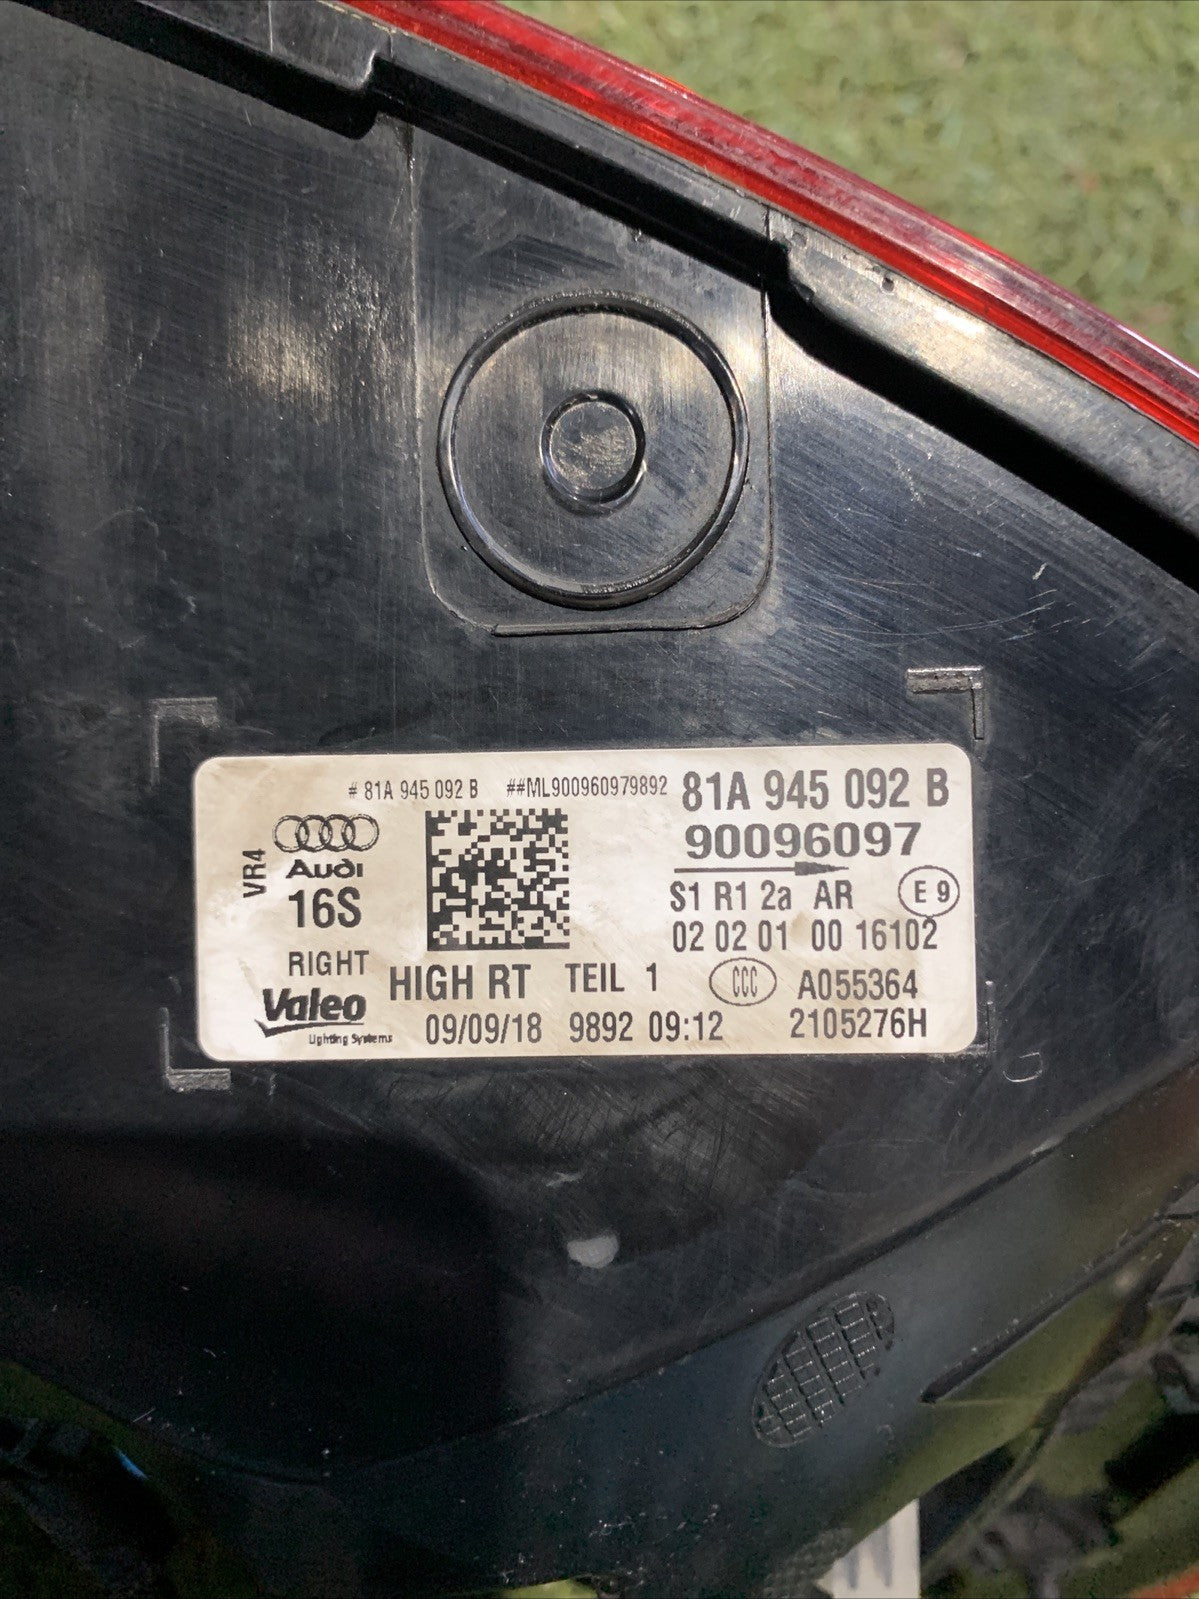 # 81A 945 092 B ##ML900960979892 81A 945 092 B
90096097
VR4
Audi
16S
S1 R1 2a AR E 9
02 02 01 00 16102
RIGHT
HIGH RT TEIL 1 CCC A055364
Valeo
Lighting Systems
09/09/18 9892 09:12 2105276H